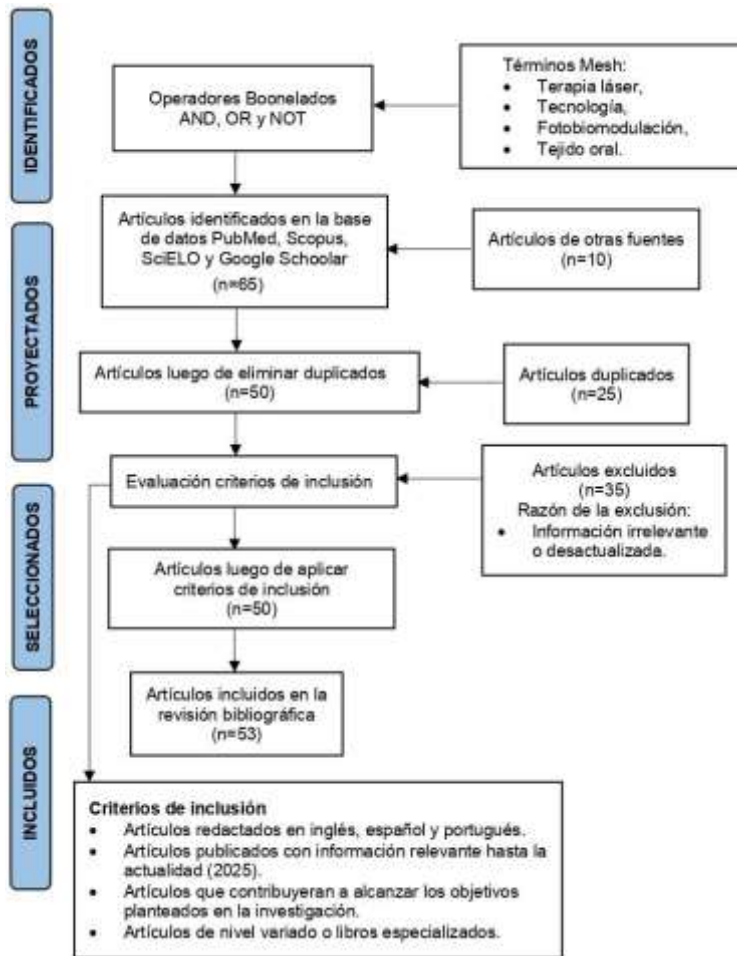 IDENTIFICADOS
Operadores Boonelados
AND, OR y NOT
Términos Mesh:
• Terapia láser,
• Tecnología,
• Fotobiomodulación,
• Tejido oral.
PROYECTADOS
Artículos identificados en la base
de datos PubMed, Scopus,
SciELO y Google Schoolar
(n=65)
Artículos de otras fuentes
(n=10)
Artículos luego de eliminar duplicados
(n=50)
Artículos duplicados
(n=25)
SELECCIONADOS
Evaluación criterios de inclusión
Artículos excluidos
(n=35)
Razón de la exclusión:
• Información irrelevante
o desactualizada.
Artículos luego de aplicar
criterios de inclusión
(n=50)
Artículos incluidos en la
revisión bibliográfica
(n=53)
INCLUIDOS
Criterios de inclusión
• Artículos redactados en inglés, español y portugués.
• Artículos publicados con información relevante hasta la
actualidad (2025).
• Artículos que contribuyeran a alcanzar los objetivos
planteados en la investigación.
• Artículos de nivel variado o libros especializados.